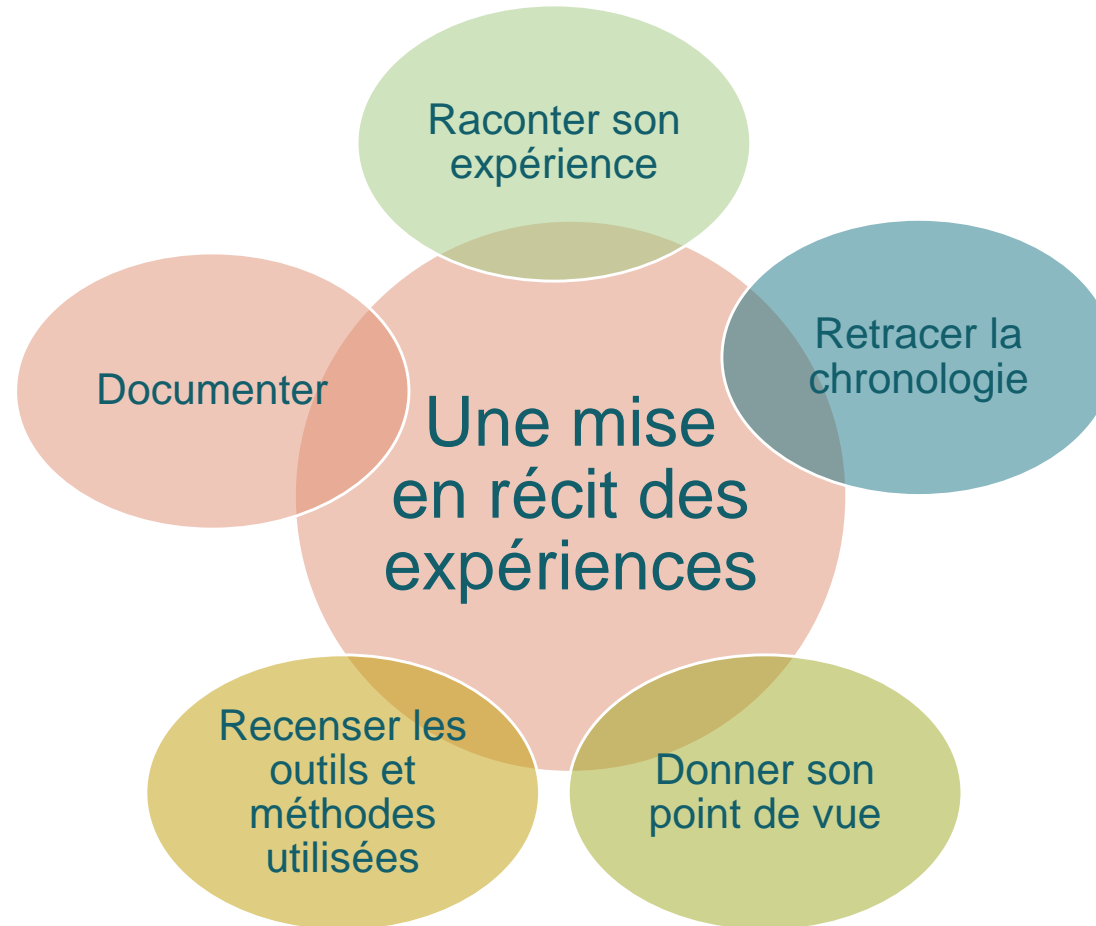 Raconter son
expérience
Retracer la
chronologie
Documenter
Une mise
en récit des
expériences
Recenser les
outils et
méthodes
utilisées
Donner son
point de vue